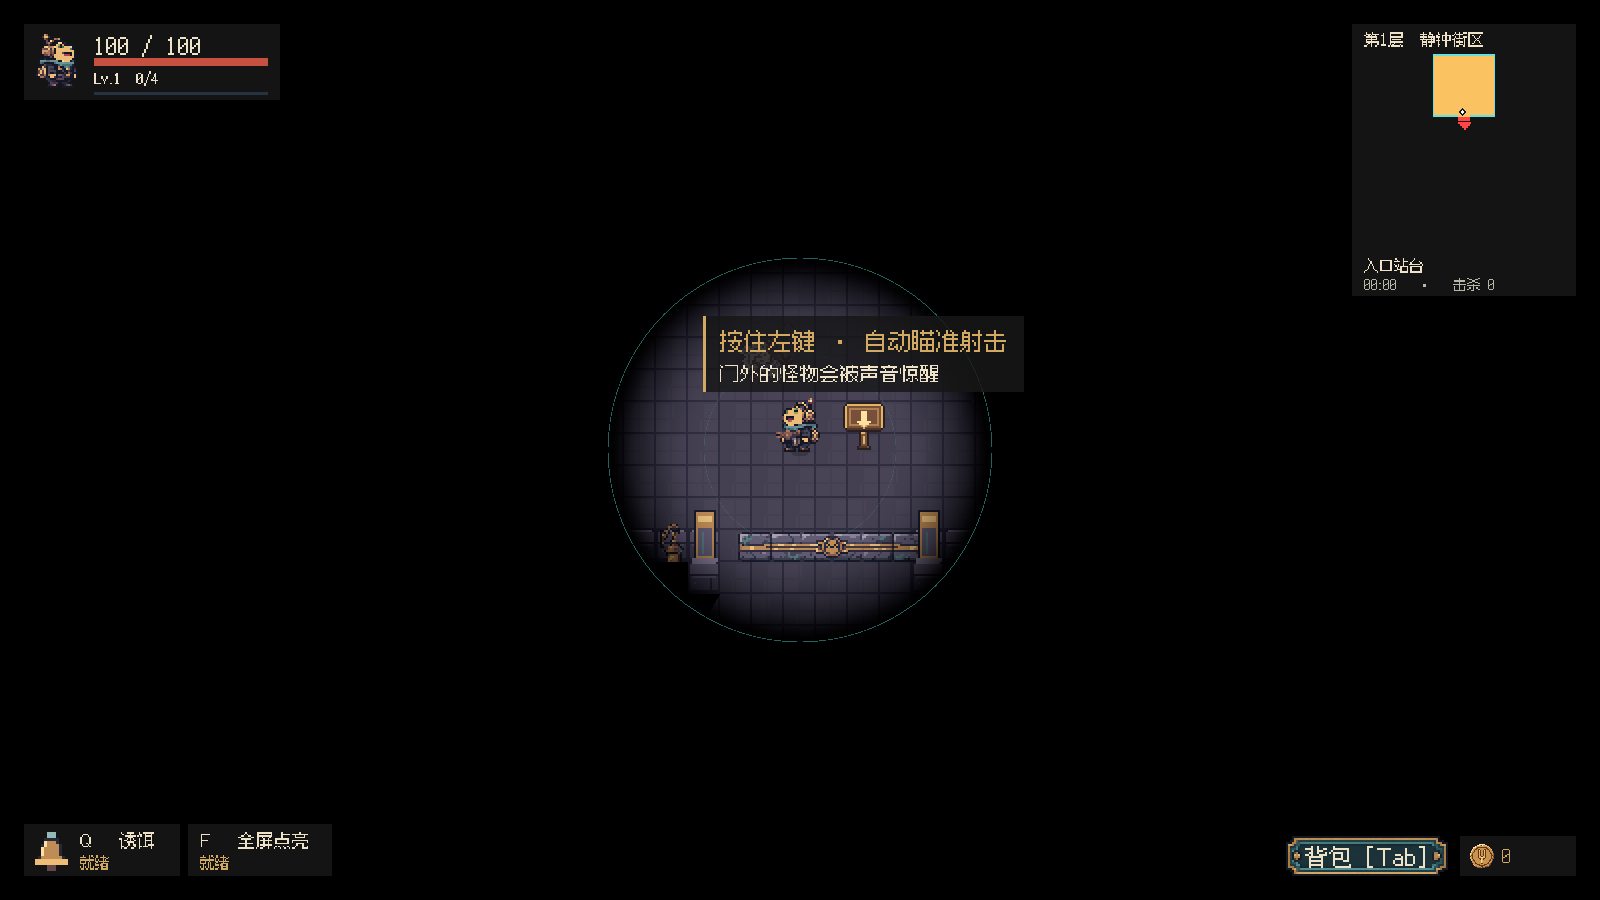 100 / 100
Lv.1 0/4
第1层 静钟街区
入口站台
00:00 · 击杀 0
按住左键 · 自动瞄准射击
门外的怪物会被声音惊醒
Q 诱饵
就绪
F 全屏点亮
就绪
背包 [Tab]
0